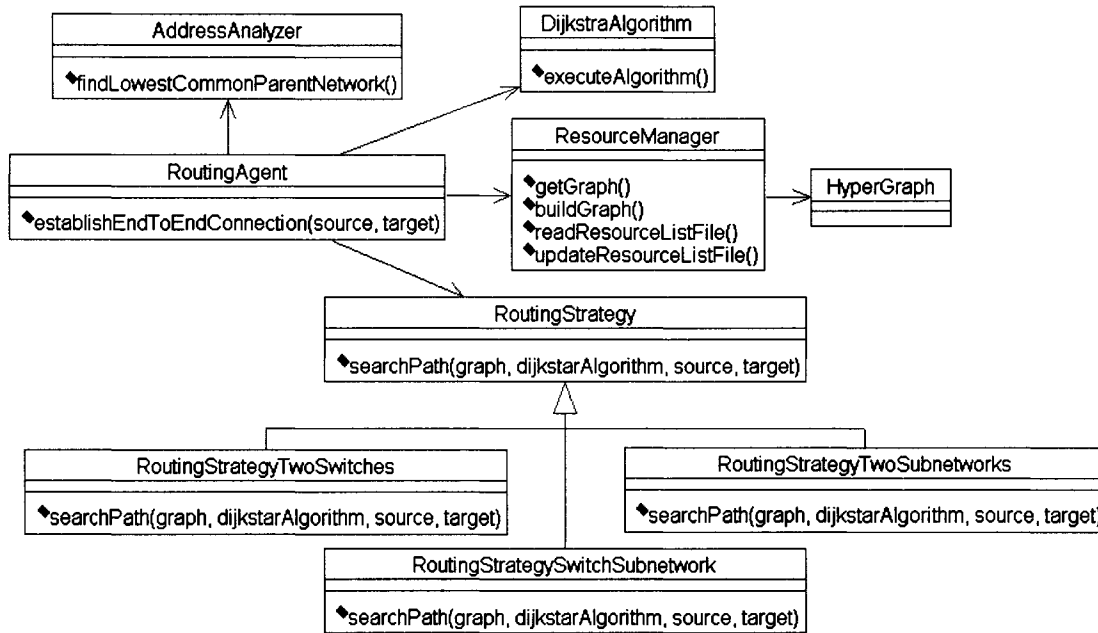 AddressAnalyzer
findLowestCommonParentNetwork()
DijkstraAlgorithm
executeAlgorithm()
RoutingAgent
establishEndToEndConnection(source, target)
ResourceManager
getGraph()
buildGraph()
readResourceListFile()
updateResourceListFile()
HyperGraph
RoutingStrategy
searchPath(graph, dijkstarAlgorithm, source, target)
RoutingStrategyTwoSwitches
searchPath(graph, dijkstarAlgorithm, source, target)
RoutingStrategyTwoSubnetworks
searchPath(graph, dijkstarAlgorithm, source, target)
RoutingStrategySwitchSubnetwork
searchPath(graph, dijkstarAlgorithm, source, target)